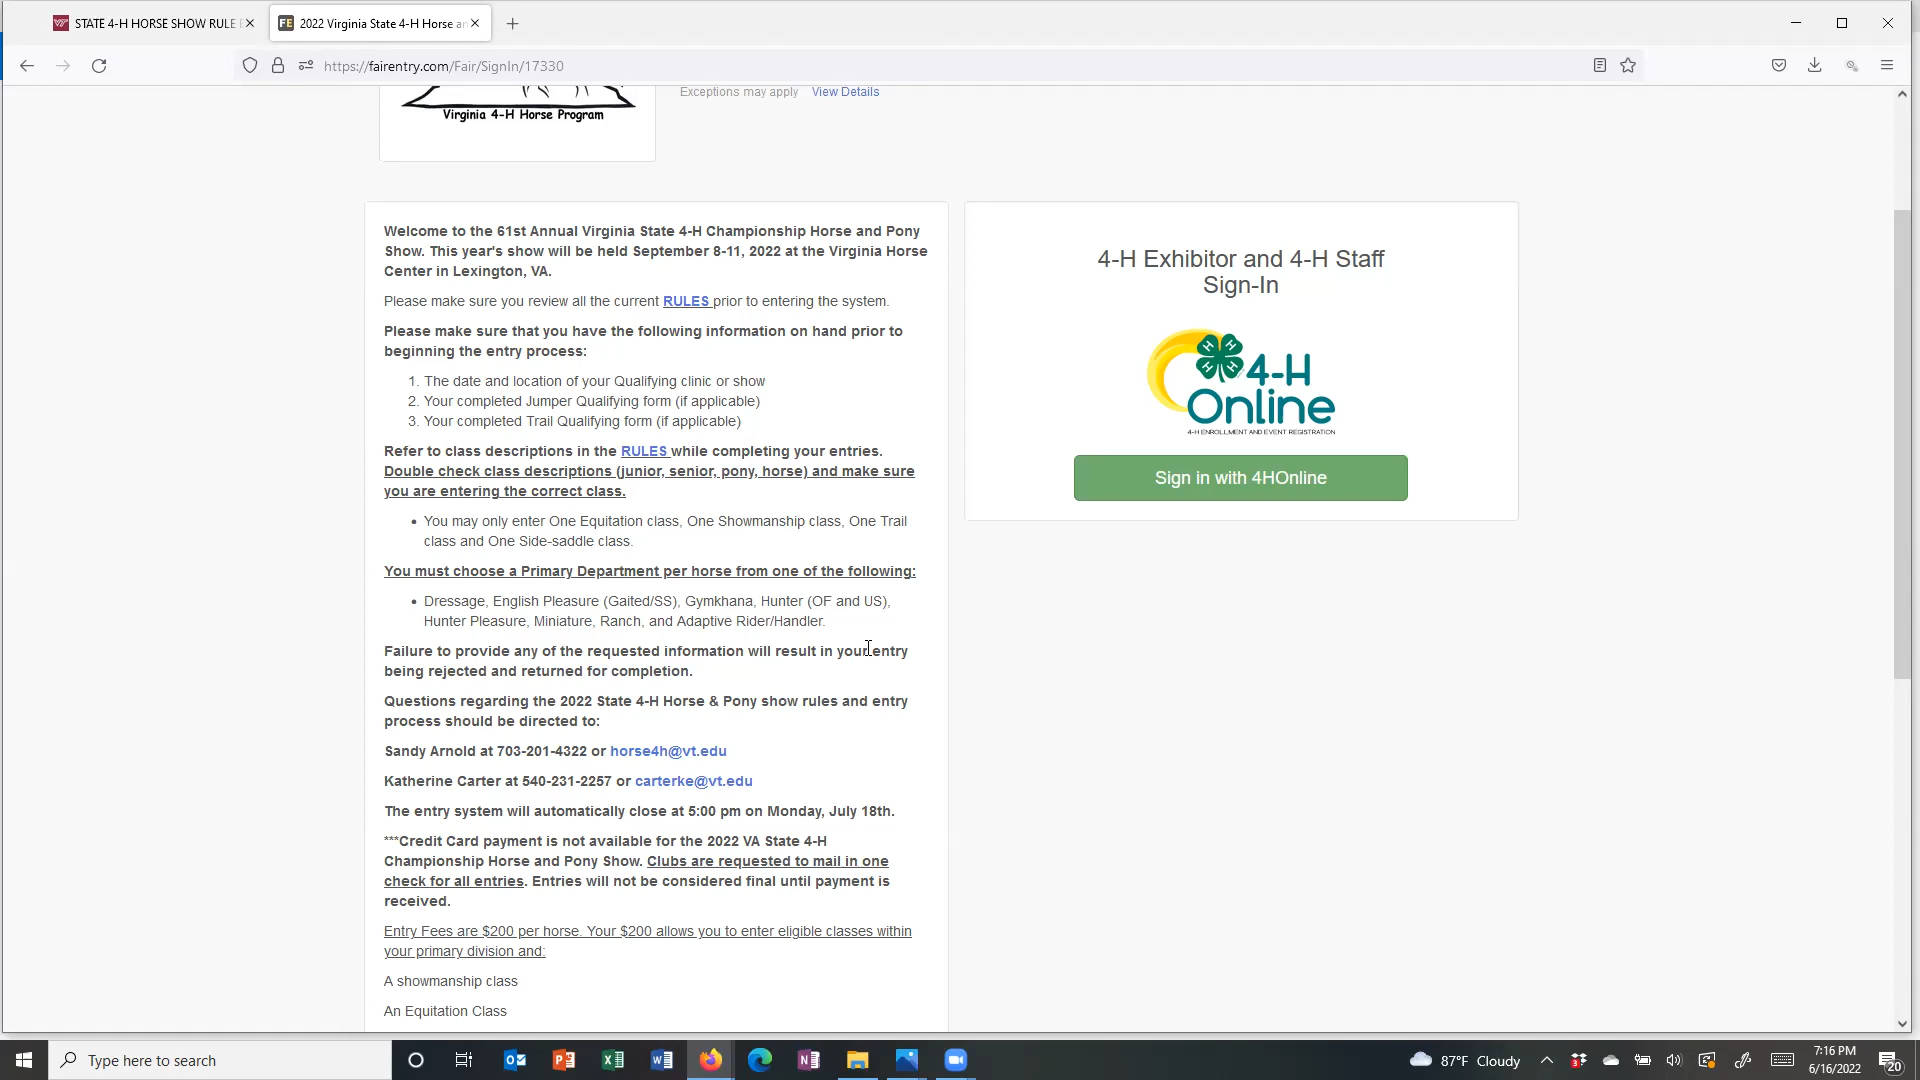 STATE 4-H HORSE SHOW RULE
2022 Virginia State 4-H Horse an
https://fairentry.com/Fair/SignIn/17330
Virginia 4-H Horse Program
Exceptions may apply View Details
Welcome to the 61st Annual Virginia State 4-H Championship Horse and Pony
Show. This year's show will be held September 8-11, 2022 at the Virginia Horse
Center in Lexington, VA.
Please make sure you review all the current RULES prior to entering the system.
Please make sure that you have the following information on hand prior to
beginning the entry process:
1. The date and location of your Qualifying clinic or show
2. Your completed Jumper Qualifying form (if applicable)
3. Your completed Trail Qualifying form (if applicable)
Refer to class descriptions in the RULES while completing your entries.
Double check class descriptions (junior, senior, pony, horse) and make sure
you are entering the correct class.
• You may only enter One Equitation class, One Showmanship class, One Trail
class and One Side-saddle class.
You must choose a Primary Department per horse from one of the following:
• Dressage, English Pleasure (Gaited/SS), Gymkhana, Hunter (OF and US),
Hunter Pleasure, Miniature, Ranch, and Adaptive Rider/Handler.
Failure to provide any of the requested information will result in your entry
being rejected and returned for completion.
Questions regarding the 2022 State 4-H Horse & Pony show rules and entry
process should be directed to:
Sandy Arnold at 703-201-4322 or horse4h@vt.edu
Katherine Carter at 540-231-2257 or carterke@vt.edu
The entry system will automatically close at 5:00 pm on Monday, July 18th.
***Credit Card payment is not available for the 2022 VA State 4-H
Championship Horse and Pony Show. Clubs are requested to mail in one
check for all entries. Entries will not be considered final until payment is
received.
Entry Fees are $200 per horse. Your $200 allows you to enter eligible classes within
your primary division and:
A showmanship class
An Equitation Class
4-H Exhibitor and 4-H Staff
Sign-In
H H H H
4-H
Online
4-H ENROLLMENT AND EVENT REGISTRATION
Sign in with 4HOnline
Type here to search
87°F Cloudy
7:16 PM
6/16/2022
20